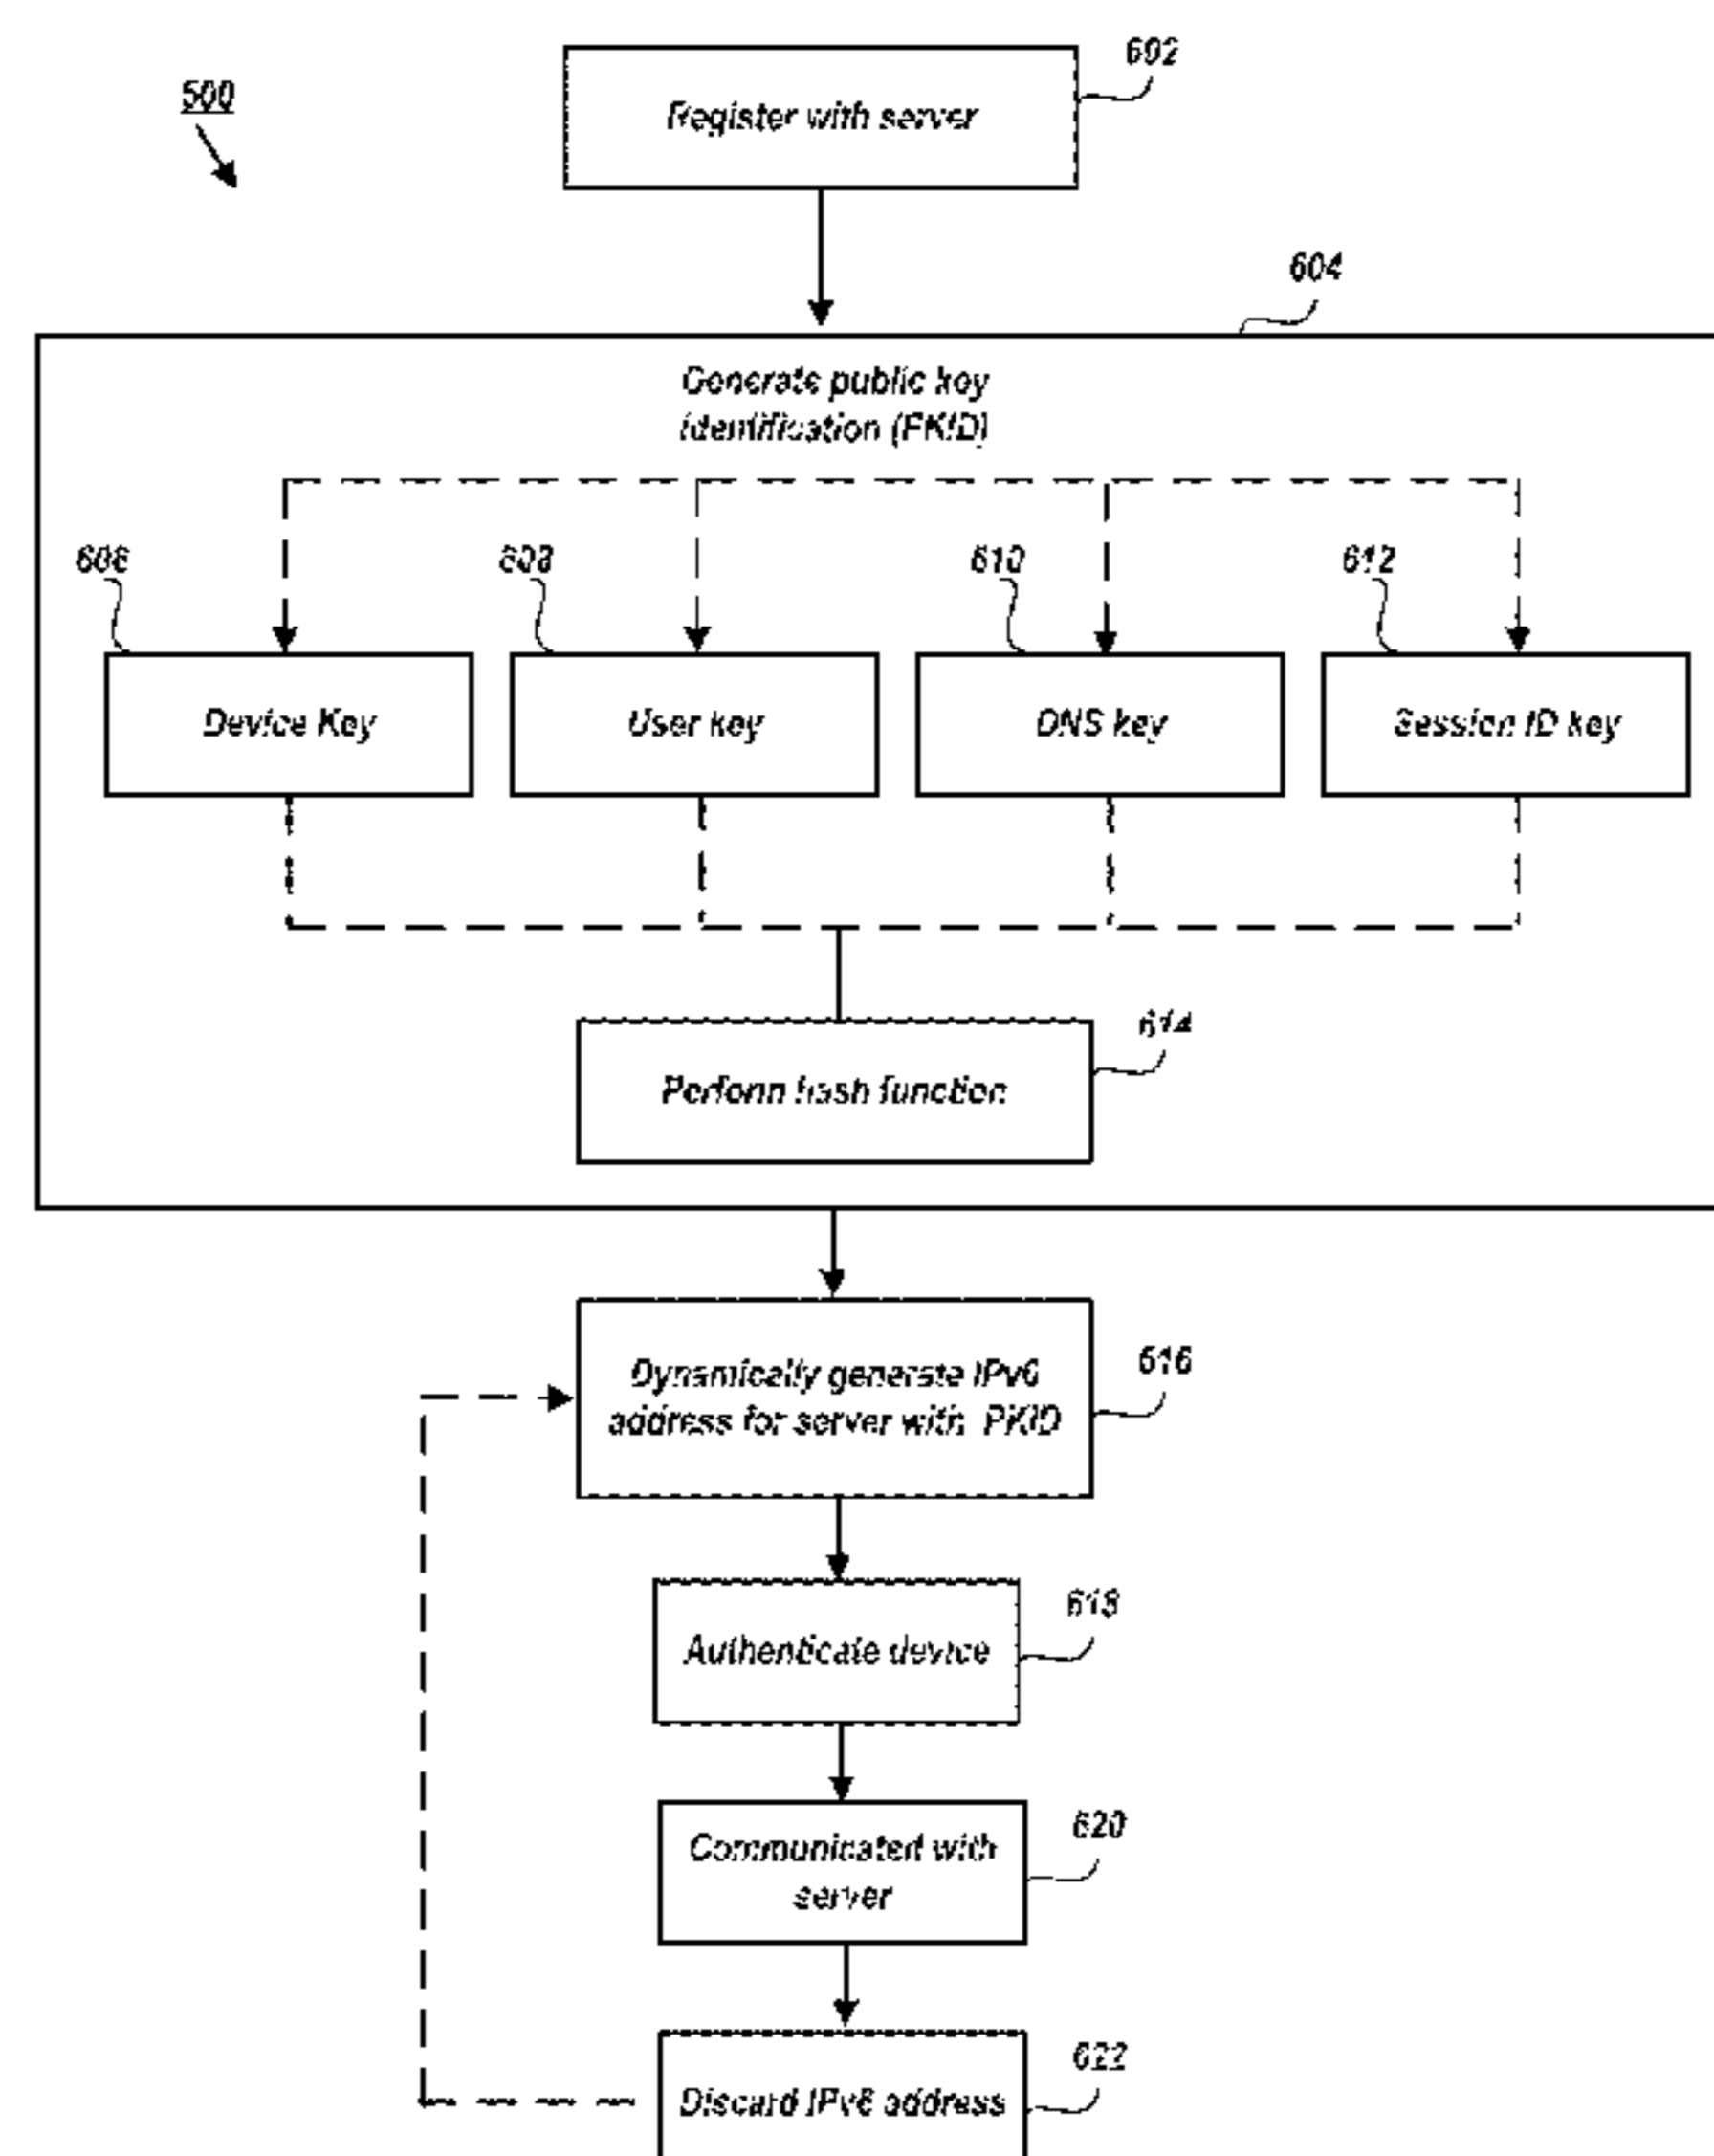 500
602
Register with server
604
Generate public key
identification (PKID)
606
608
610
612
Device Key
User key
DNS key
Session ID key
614
Perform hash function
616
Dynamically generate IPv6
address for server with PKID
618
Authenticate device
620
Communicated with
server
622
Discard IPv6 address